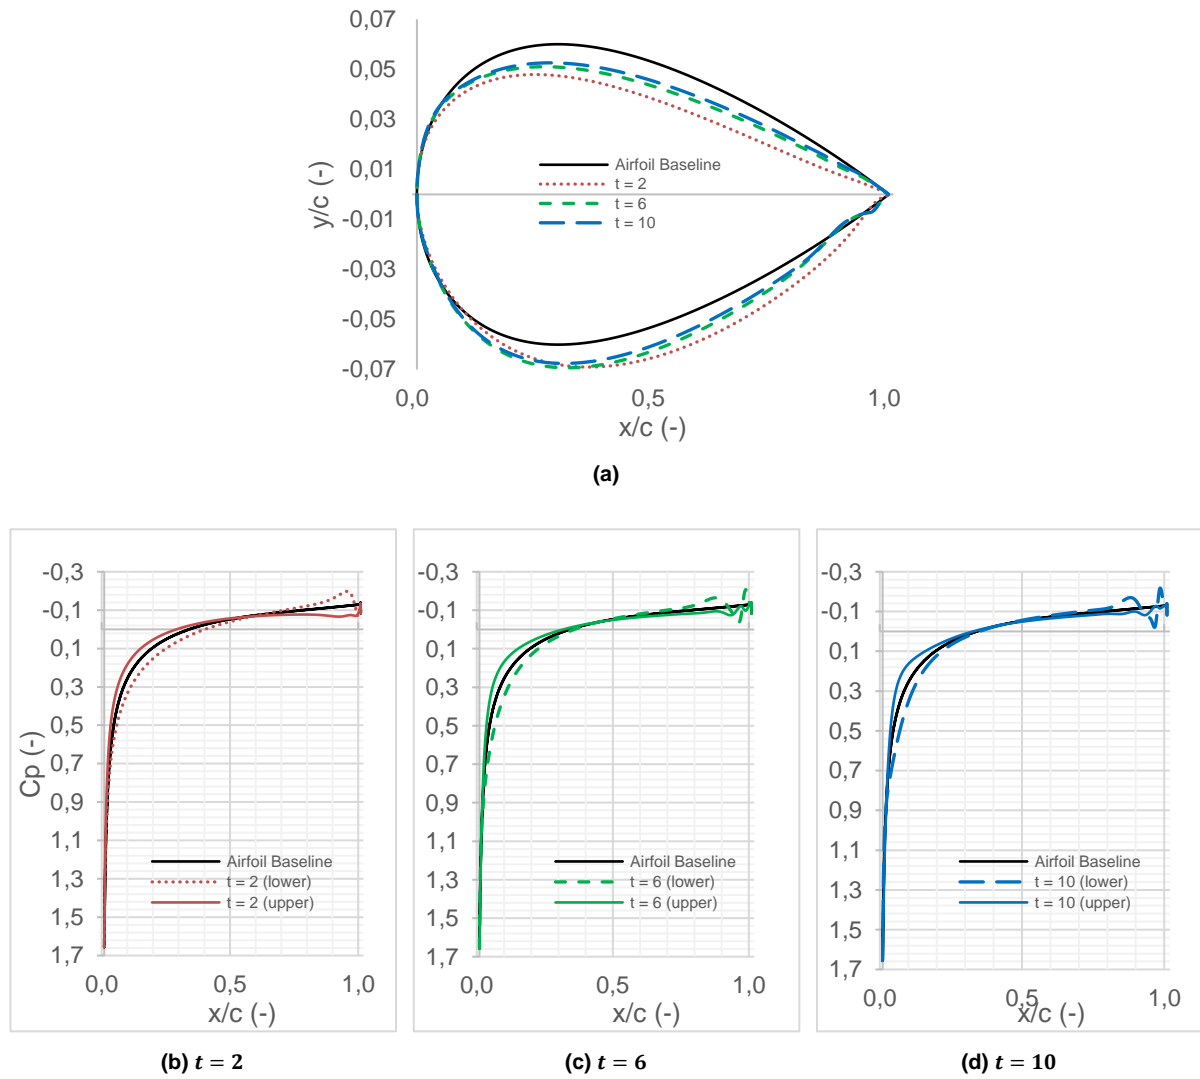 0,07
0,05
0,03
0,01
-0,01
-0,03
-0,05
-0,07
y/c (-)
Airfoil Baseline
t = 2
t = 6
t = 10
0,0 0,5 1,0
x/c (-)
(a)
-0,3
-0,1
0,1
0,3
0,5
0,7
0,9
1,1
1,3
1,5
1,7
Cp (-)
Airfoil Baseline
t = 2 (lower)
t = 2 (upper)
0,0 0,5 1,0
x/c (-)
(b) t = 2
-0,3
-0,1
0,1
0,3
0,5
0,7
0,9
1,1
1,3
1,5
1,7
Airfoil Baseline
t = 6 (lower)
t = 6 (upper)
0,0 0,5 1,0
x/c (-)
(c) t = 6
-0,3
-0,1
0,1
0,3
0,5
0,7
0,9
1,1
1,3
1,5
1,7
Airfoil Baseline
t = 10 (lower)
t = 10 (upper)
0,0 0,5 1,0
x/c (-)
(d) t = 10